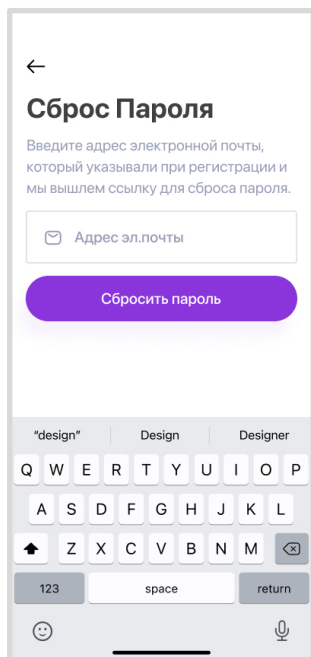 Сброс Пароля
Введите адрес электронной почты,
который указывали при регистрации и
мы вышлем ссылку для сброса пароля.
Адрес эл.почты
Сбросить пароль
“design” Design Designer
Q W E R T Y U I O P
A S D F G H J K L
Z X C V B N M
123 space return